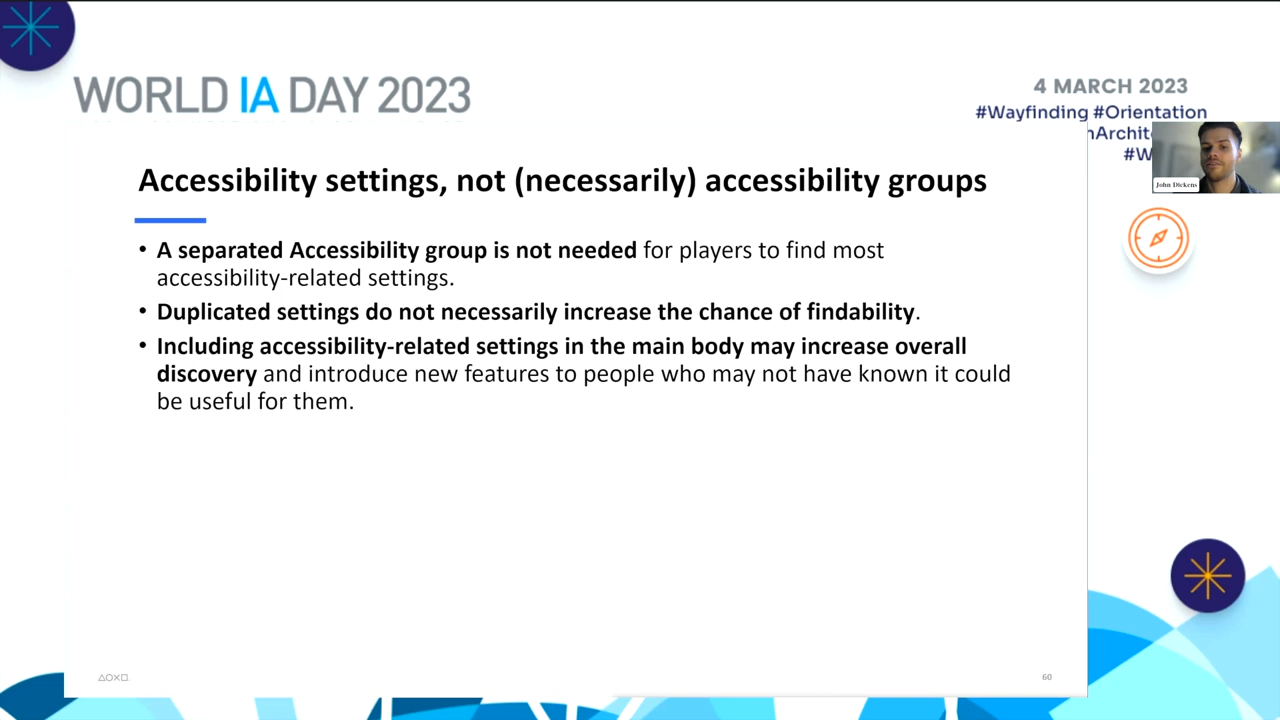 WORLD IA DAY 2023
4 MARCH 2023
#Wayfinding #Orientation
nArchite
#W
John Dickens
Accessibility settings, not (necessarily) accessibility groups
• A separated Accessibility group is not needed for players to find most
accessibility-related settings.
• Duplicated settings do not necessarily increase the chance of findability.
• Including accessibility-related settings in the main body may increase overall
discovery and introduce new features to people who may not have known it could
be useful for them.
60